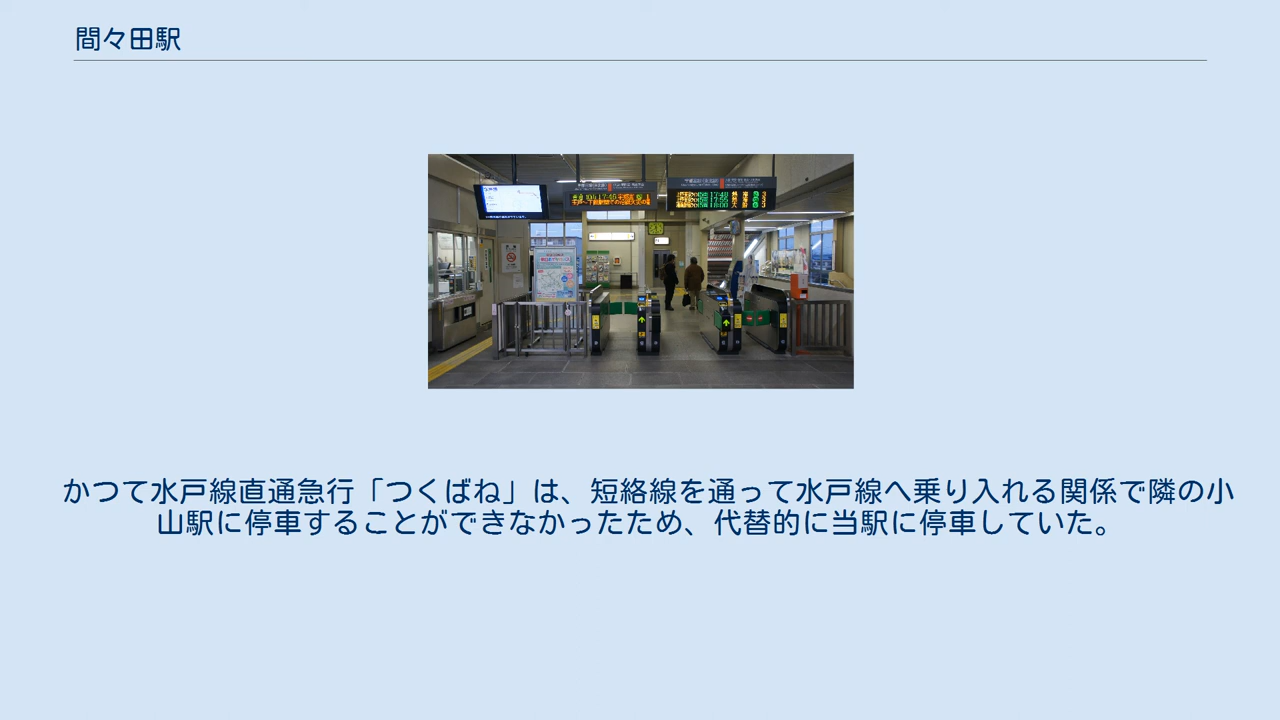 間々田駅
かつて水戸線直通急行「つくばね」は、短絡線を通って水戸線へ乗り入れる関係で隣の小
山駅に停車することができなかったため、代替的に当駅に停車していた。